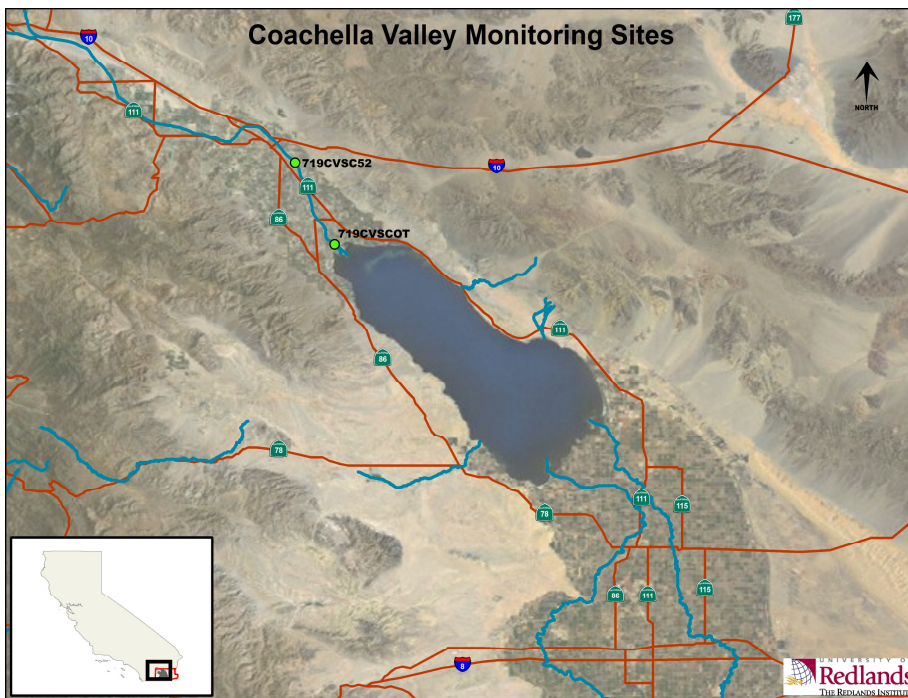 Coachella Valley Monitoring Sites
177
10
NORTH
111
719CVSC52
10
111
86
719CVSCOT
111
86
78
111
115
78
86
111
115
8
UNIVERSITY OF
Redlands
THE REDLANDS INSTITU